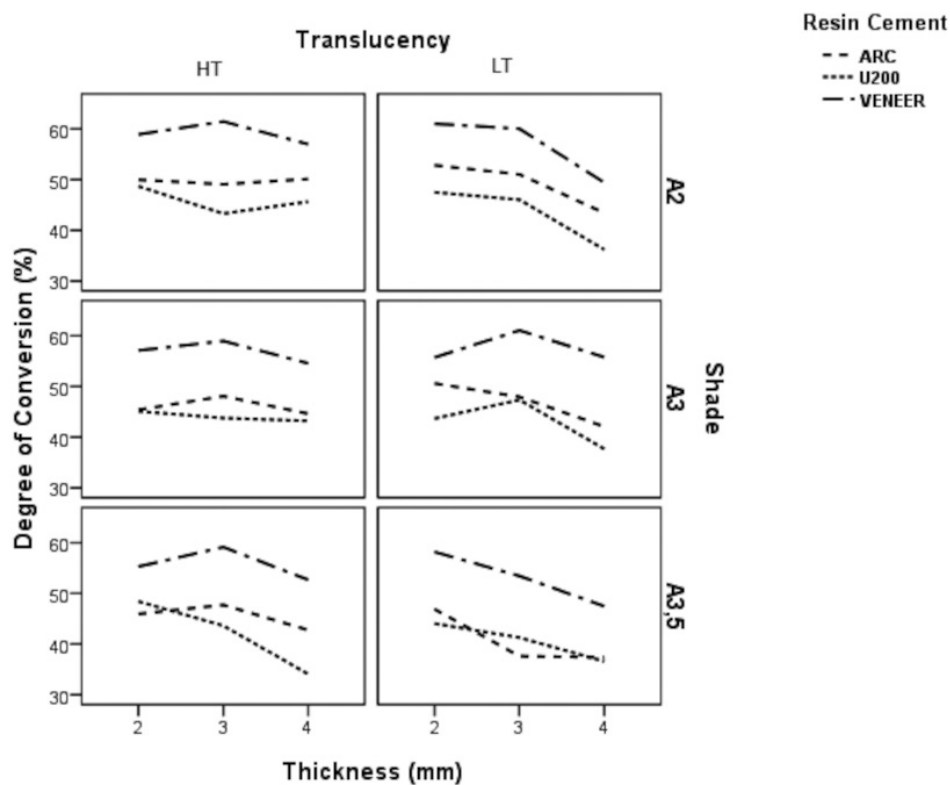 Translucency
HT
LT
Resin Cement
ARC
U200
VENEER
60
50
40
30
A2
60
50
40
30
A3
60
50
40
30
A3,5
Degree of Conversion (%)
Shade
2 3 4
2 3 4
Thickness (mm)